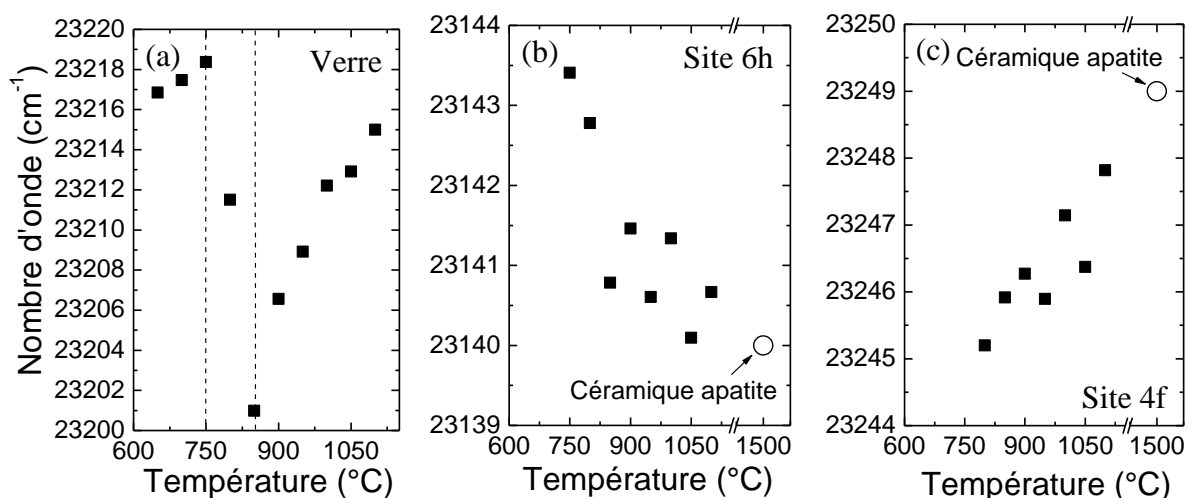 (a) Verre
Nombre d'onde (cm⁻¹)
23220
23218
23216
23214
23212
23210
23208
23206
23204
23202
23200
600 750 900 1050
Température (°C)
(b) Site 6h
23144
23143
23142
23141
23140
23139
Céramique apatite
600 750 900 1050 1500
Température (°C)
(c)
Céramique apatite
23250
23249
23248
23247
23246
23245
23244
Site 4f
600 750 900 1050 1500
Température (°C)